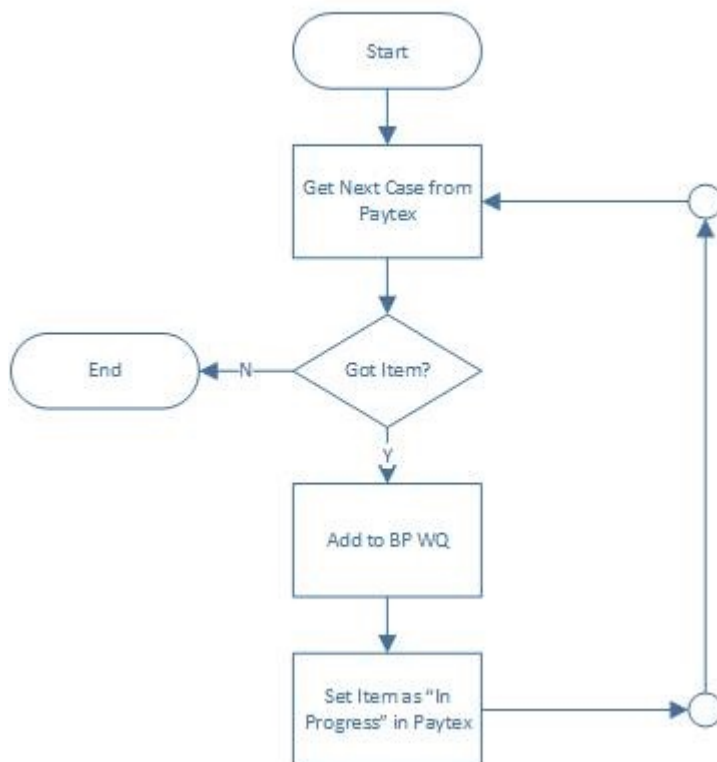 Start
Get Next Case from
Paytex
Got Item?
N
End
Y
Add to BP WQ
Set Item as “In
Progress” in Paytex